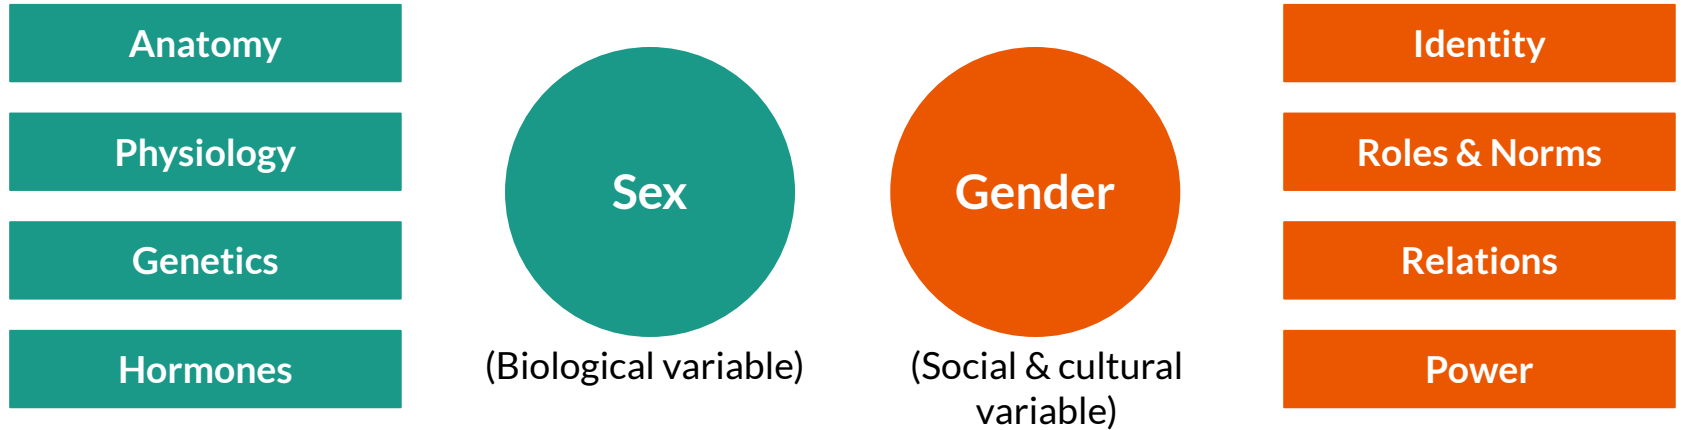 Anatomy
Physiology
Genetics
Hormones
Sex
(Biological variable)
Gender
(Social & cultural
variable)
Identity
Roles & Norms
Relations
Power